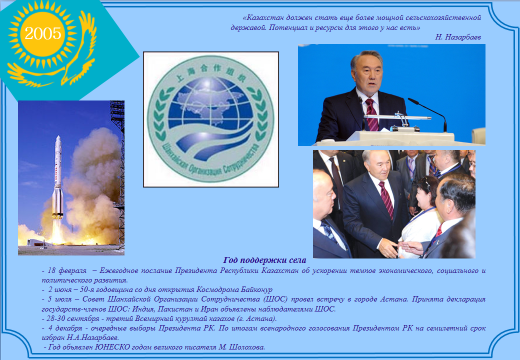 2005
«Казахстан должен стать еще более мощной сельскохозяйственной
державой. Потенциал и ресурсы для этого у нас есть»
Н. Назарбаев
上海合作组织
Шанхайская Организация Сотрудничества
Год поддержки села
- 18 февраля – Ежегодное послание Президента Республики Казахстан об ускорении темпов экономического, социального и
политического развития.
- 2 июня – 50-я годовщина со дня открытия Космодрома Байконур
- 5 июля – Совет Шанхайской Организации Сотрудничества (ШОС) провел встречу в городе Астана. Принята декларация
государств-членов ШОС: Индия, Пакистан и Иран объявлены наблюдателями ШОС.
- 28-30 сентября - третий Всемирный курултай казахов (г. Астана).
- 4 декабря - очередные выборы Президента РК. По итогам всенародного голосования Президентом РК на семилетний срок
избран Н.А.Назарбаев.
- Год объявлен ЮНЕСКО годом великого писателя М. Шолохова.